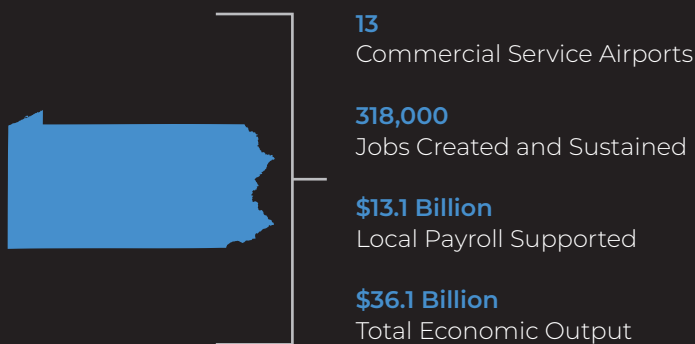 13
Commercial Service Airports
318,000
Jobs Created and Sustained
$13.1 Billion
Local Payroll Supported
$36.1 Billion
Total Economic Output